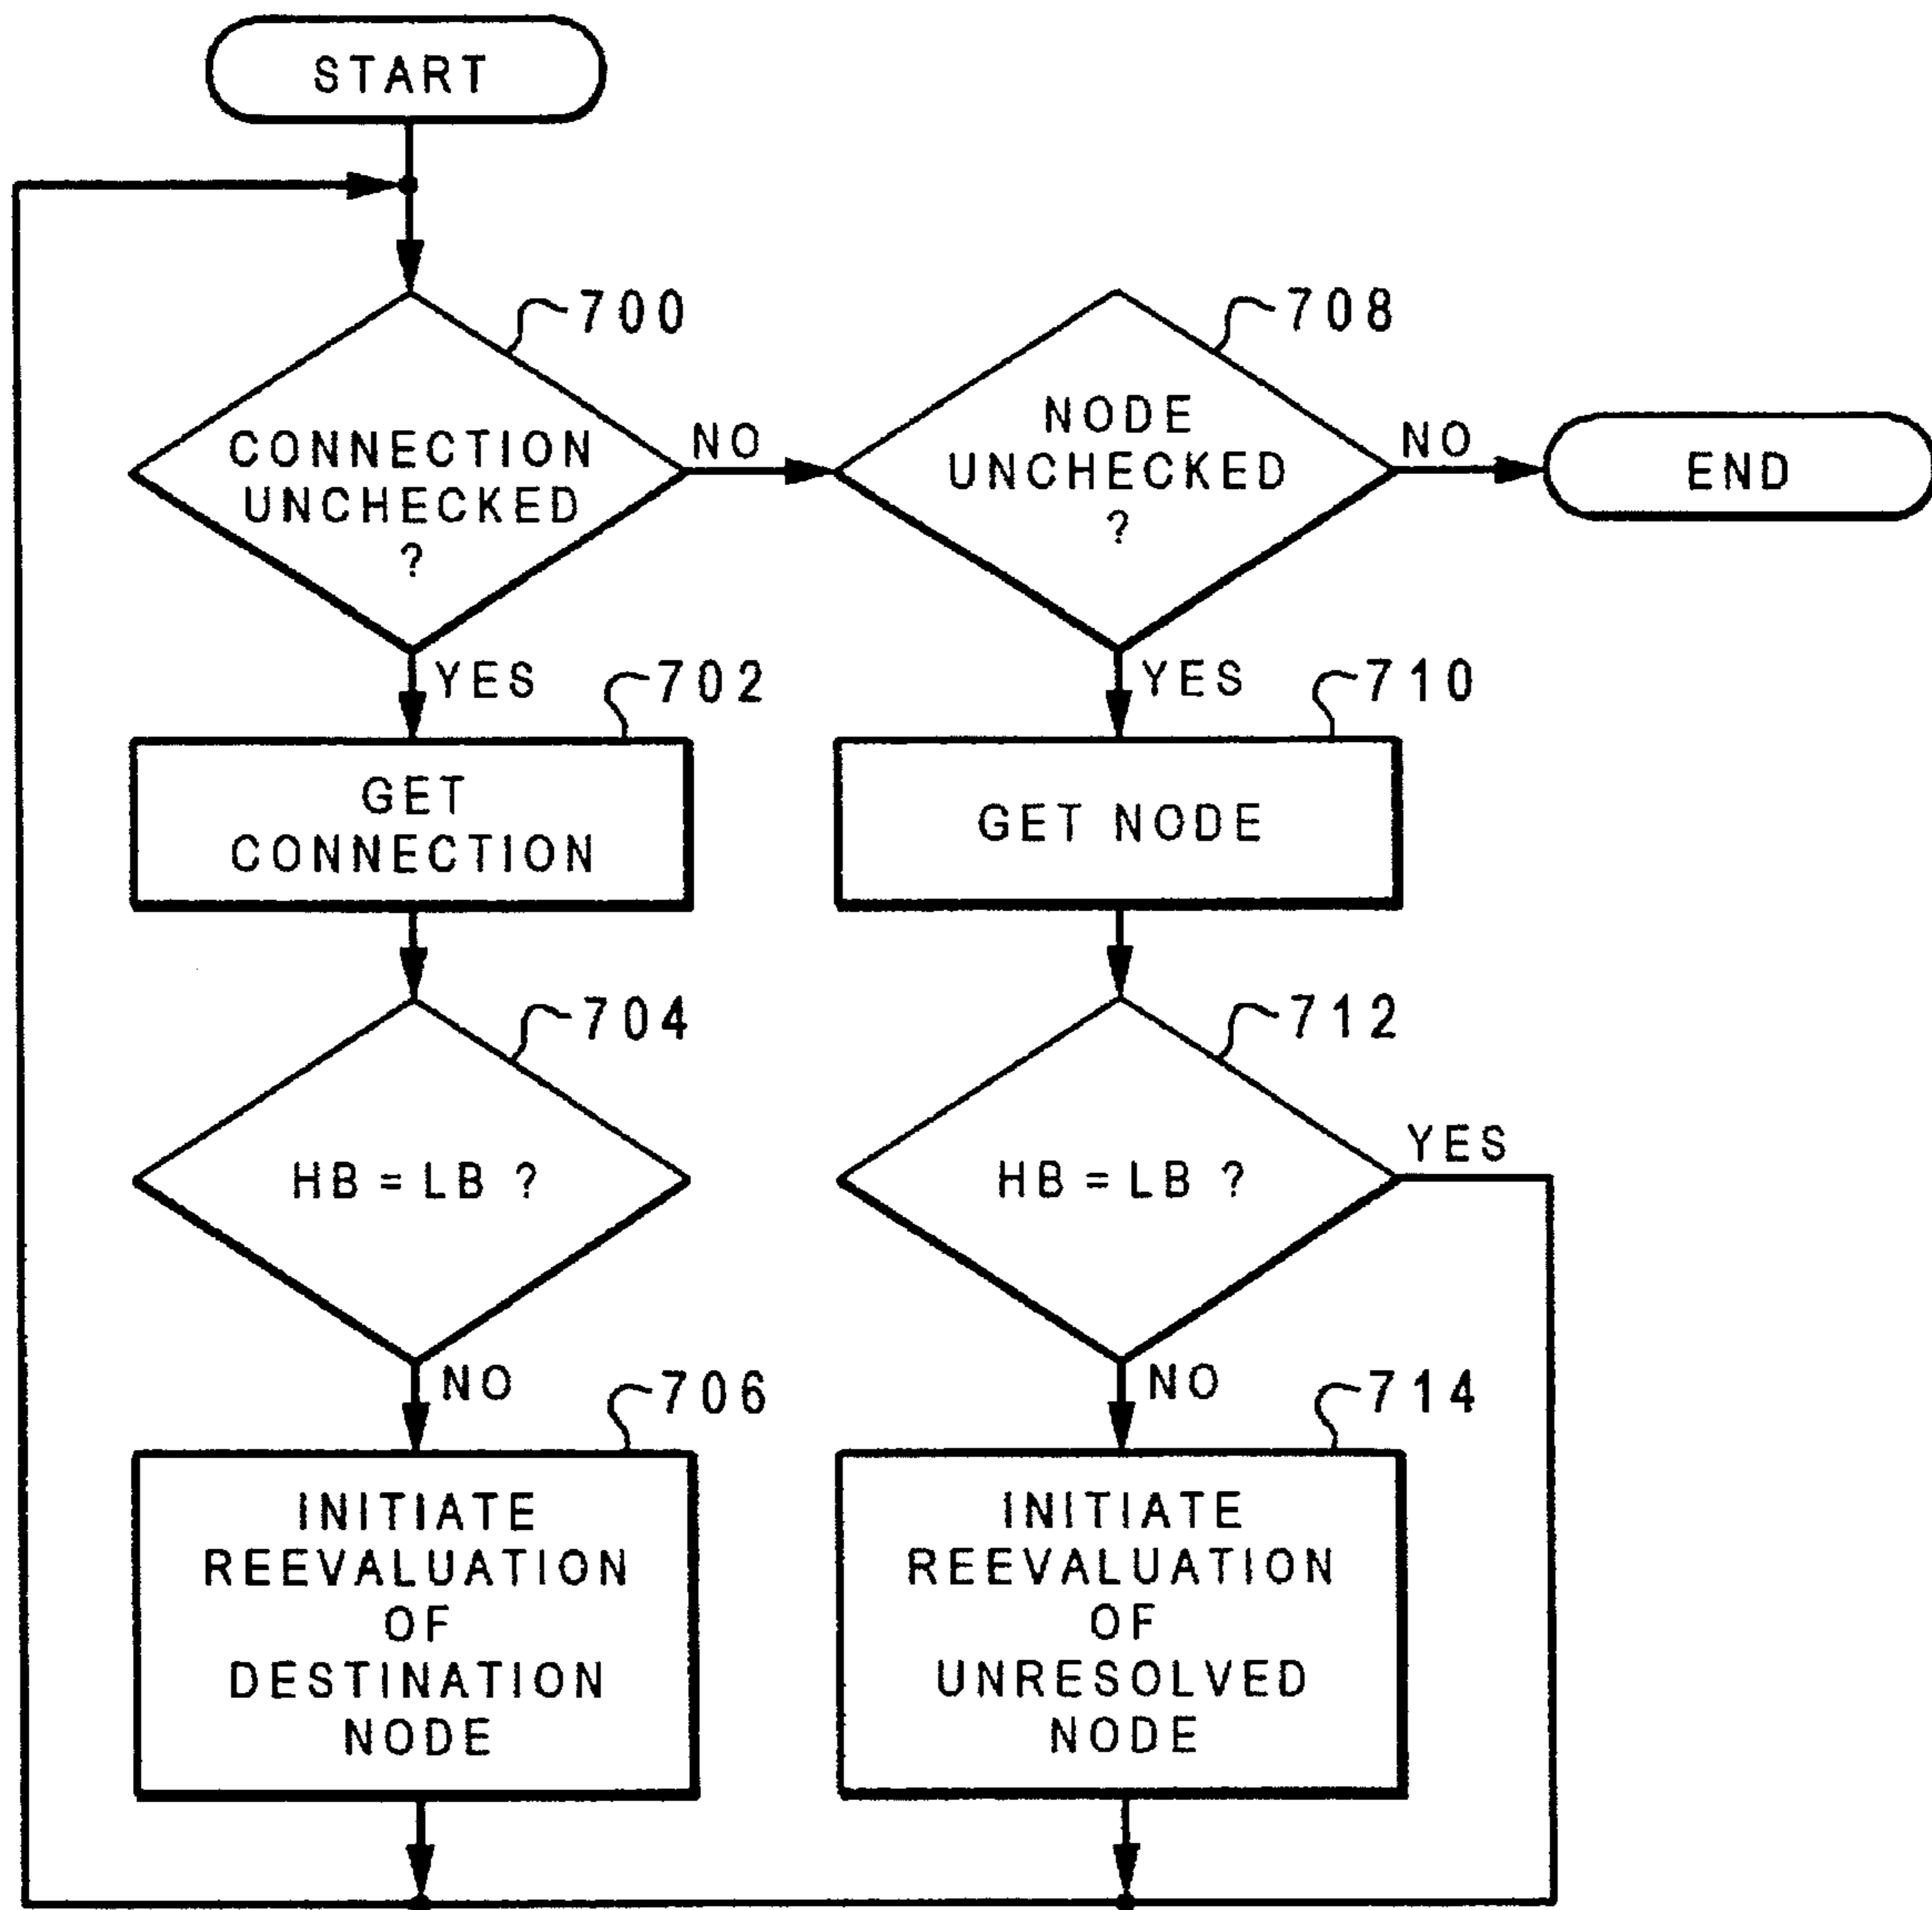 START
700
CONNECTION
UNCHECKED
?
NO
708
NODE
UNCHECKED
?
NO
END
YES
702
GET
CONNECTION
YES
710
GET NODE
704
HB = LB ?
712
HB = LB ?
YES
NO
706
INITIATE
REEVALUATION
OF
DESTINATION
NODE
NO
714
INITIATE
REEVALUATION
OF
UNRESOLVED
NODE